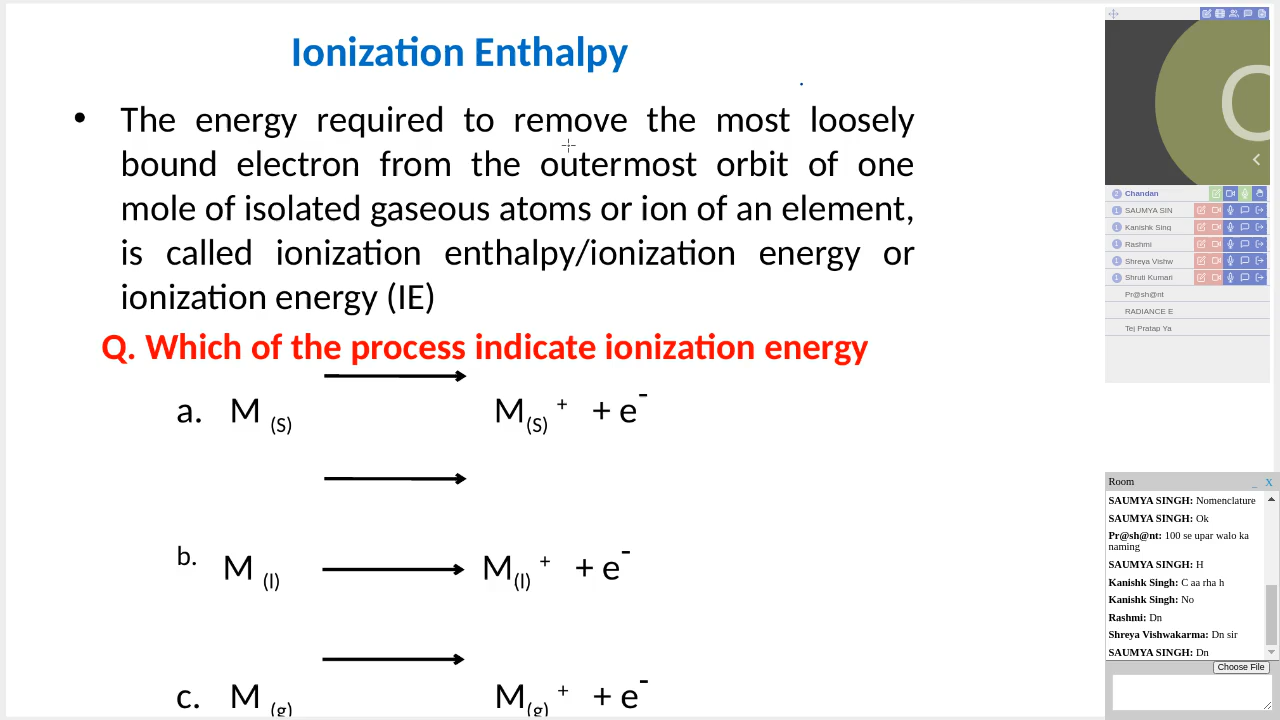 Ionization Enthalpy
• The energy required to remove the most loosely
bound electron from the outermost orbit of one
mole of isolated gaseous atoms or ion of an element,
is called ionization enthalpy/ionization energy or
ionization energy (IE)
Q. Which of the process indicate ionization energy
a. M (S) M(S) + + e-
b. M (l) M(l) + + e-
c. M (g) M(g) + + e-
C
Chandan
SAUMYA SIN
Kanishk Sing
Rashmi
Shreya Vishw
Shruti Kumari
Pr@sh@nt
RADIANCE E
Tej Pratap Ya
Room _ X
SAUMYA SINGH: Nomenclature
SAUMYA SINGH: Ok
Pr@sh@nt: 100 se upar walo ka
naming
SAUMYA SINGH: H
Kanishk Singh: C aa rha h
Kanishk Singh: No
Rashmi: Dn
Shreya Vishwakarma: Dn sir
SAUMYA SINGH: Dn
Choose File